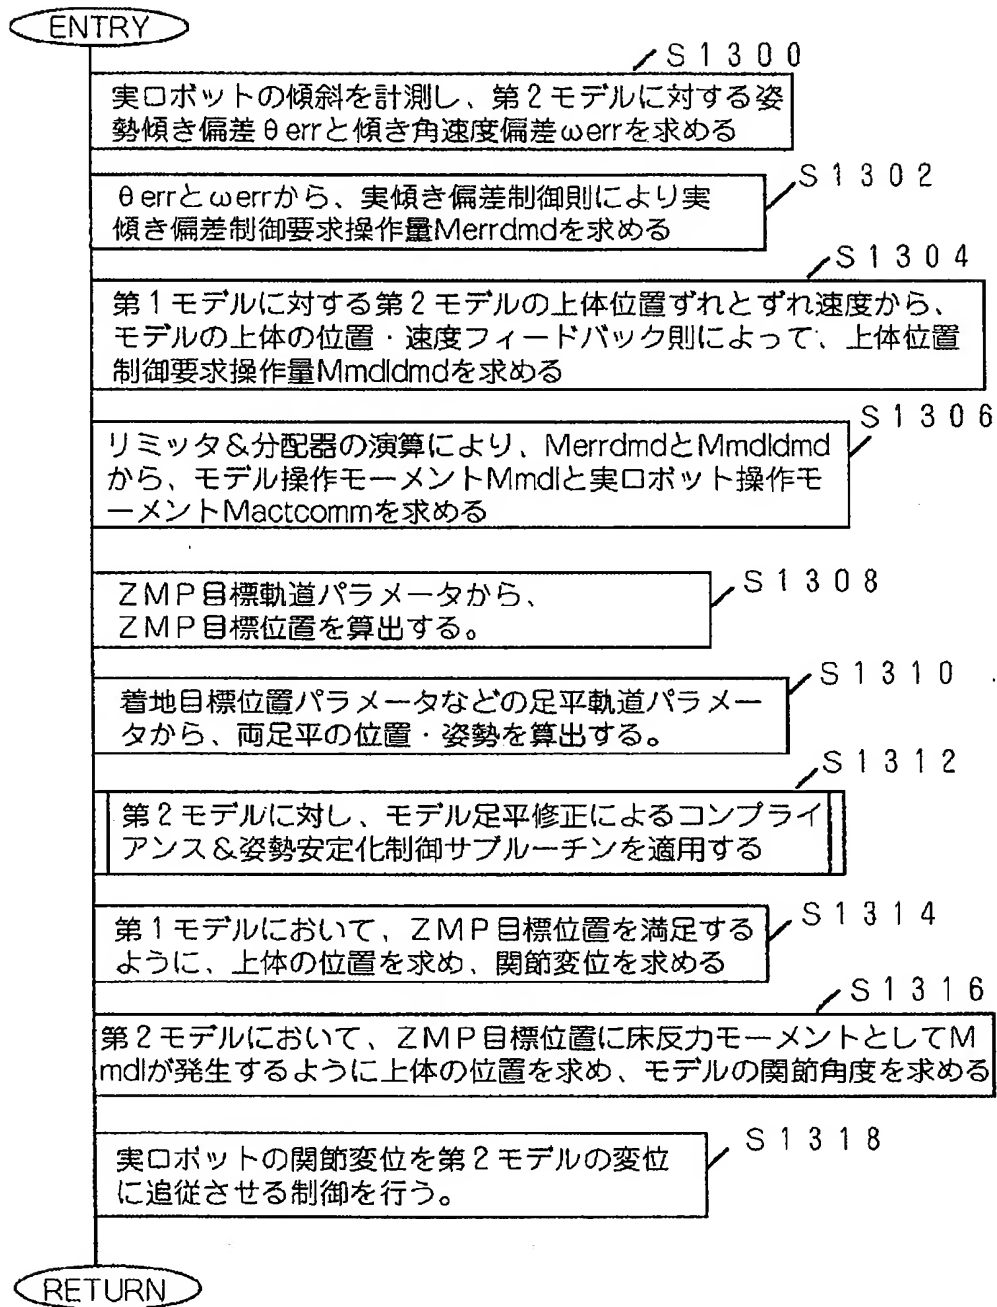 ENTRY
S1300
実ロボットの傾斜を計測し、第2モデルに対する姿
勢傾き偏差θerrと傾き角速度偏差ωerrを求める
S1302
θerrとωerrから、実傾き偏差制御則により実
傾き偏差制御要求操作量Merrdmdを求める
S1304
第1モデルに対する第2モデルの上体位置ずれとずれ速度から、
モデルの上体の位置・速度フィードバック則によって、上体位置
制御要求操作量Mmdldmdを求める
S1306
リミッタ&分配器の演算により、MerrdmdとMmdldmd
から、モデル操作モーメントMmdlと実ロボット操作モ
ーメントMactcommを求める
S1308
ZMP目標軌道パラメータから、
ZMP目標位置を算出する。
S1310
着地目標位置パラメータなどの足平軌道パラメー
タから、両足平の位置・姿勢を算出する。
S1312
第2モデルに対し、モデル足平修正によるコンプライ
アンス&姿勢安定化制御サブルーチンを適用する
S1314
第1モデルにおいて、ZMP目標位置を満足する
ように、上体の位置を求め、関節変位を求める
S1316
第2モデルにおいて、ZMP目標位置に床反力モーメントとしてM
mdlが発生するように上体の位置を求め、モデルの関節角度を求める
S1318
実ロボットの関節変位を第2モデルの変位
に追従させる制御を行う。
RETURN